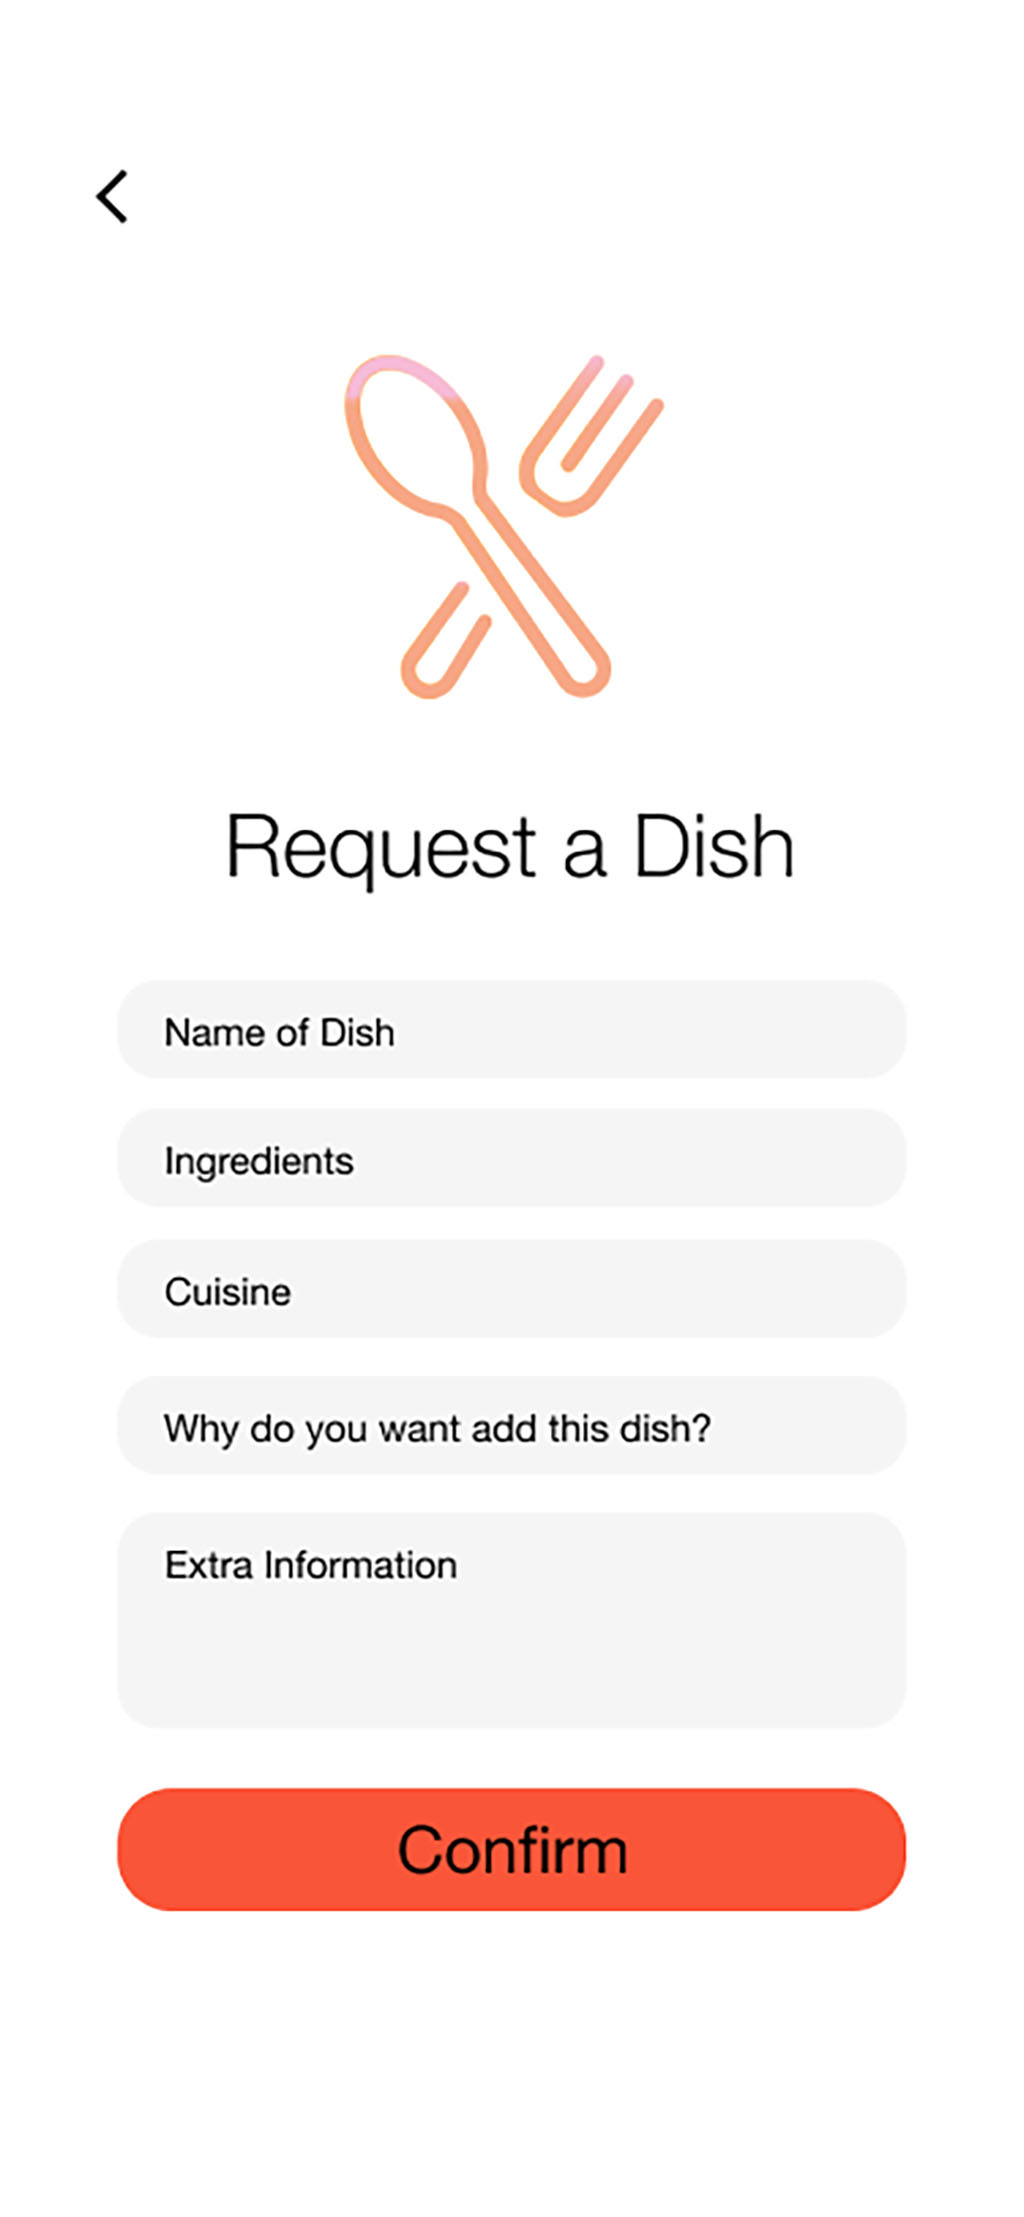 Request a Dish
Name of Dish
Ingredients
Cuisine
Why do you want add this dish?
Extra Information
Confirm